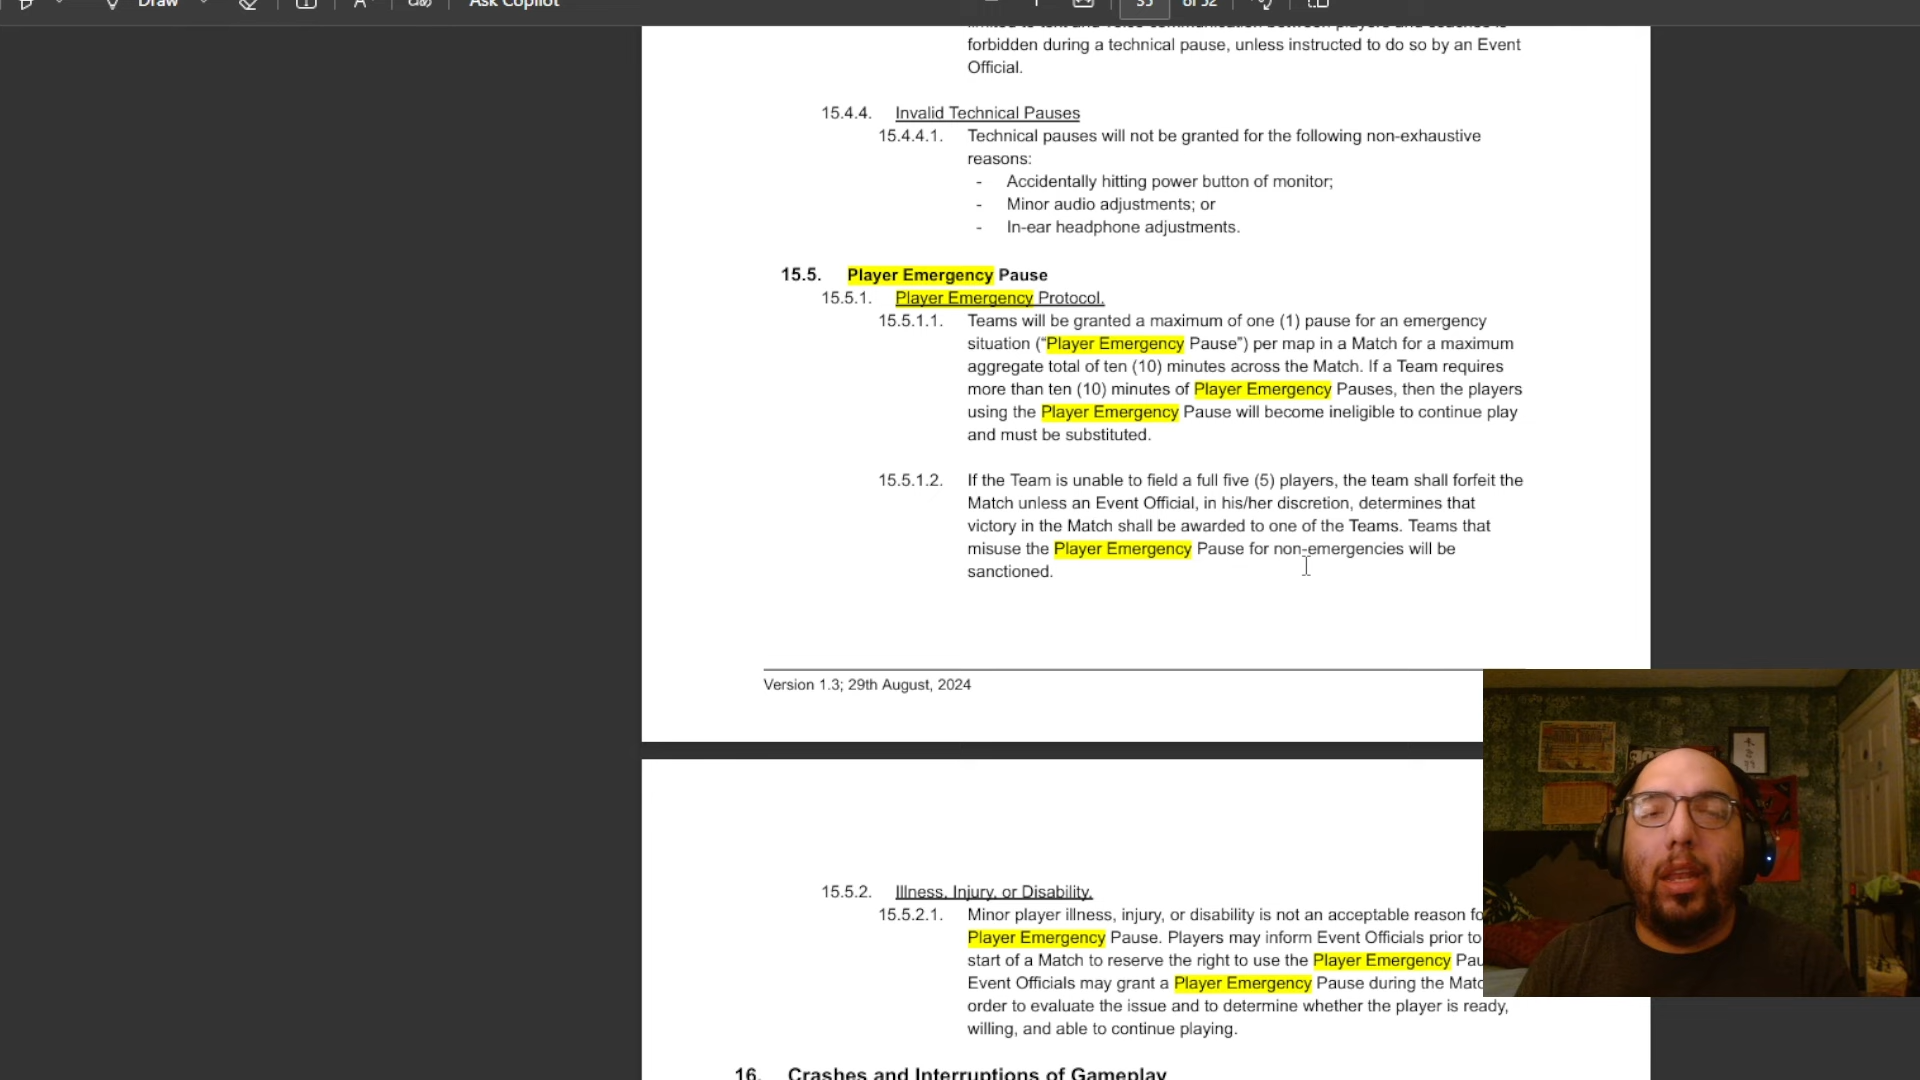 Draw
Ask Copilot
35 of 52
forbidden during a technical pause, unless instructed to do so by an Event
Official.
15.4.4. Invalid Technical Pauses
15.4.4.1. Technical pauses will not be granted for the following non-exhaustive
reasons:
- Accidentally hitting power button of monitor;
- Minor audio adjustments; or
- In-ear headphone adjustments.
15.5. Player Emergency Pause
15.5.1. Player Emergency Protocol.
15.5.1.1. Teams will be granted a maximum of one (1) pause for an emergency
situation (“Player Emergency Pause”) per map in a Match for a maximum
aggregate total of ten (10) minutes across the Match. If a Team requires
more than ten (10) minutes of Player Emergency Pauses, then the players
using the Player Emergency Pause will become ineligible to continue play
and must be substituted.
15.5.1.2. If the Team is unable to field a full five (5) players, the team shall forfeit the
Match unless an Event Official, in his/her discretion, determines that
victory in the Match shall be awarded to one of the Teams. Teams that
misuse the Player Emergency Pause for non-emergencies will be
sanctioned.
Version 1.3; 29th August, 2024
15.5.2. Illness, Injury, or Disability.
15.5.2.1. Minor player illness, injury, or disability is not an acceptable reason fo
Player Emergency Pause. Players may inform Event Officials prior to
start of a Match to reserve the right to use the Player Emergency Pau
Event Officials may grant a Player Emergency Pause during the Matc
order to evaluate the issue and to determine whether the player is ready,
willing, and able to continue playing.
16. Crashes and Interruptions of Gameplay